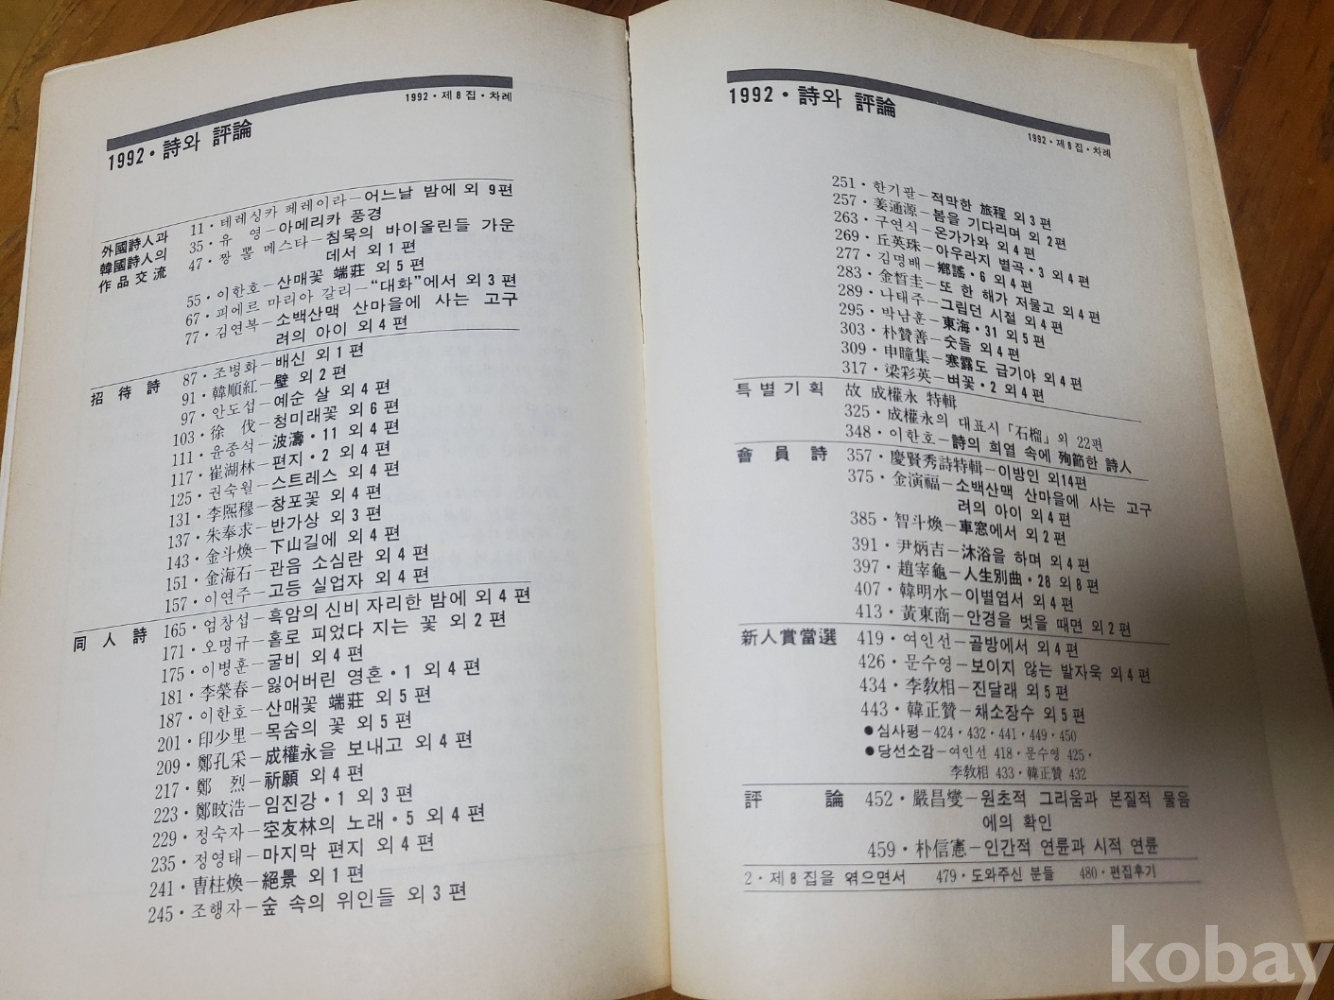 1992 · 제 8 집 · 차례
1992 · 詩와 評論
外國詩人과
韓國詩人의
作品交流
11 · 테레싱카 페레이라 — 어느날 밤에 외 9편
35 · 유 영 — 아메리카 풍경
47 · 짱 뽈 메스타 — 침묵의 바이올린들 가운
데서 외 1 편
55 · 이한호 — 산매꽃 端莊 외 5 편
67 · 피에르 마리아 갈리 — “대화”에서 외 3 편
77 · 김연복 — 소백산맥 산마을에 사는 고구
려의 아이 외 4 편
招待詩
87 · 조병화 — 배신 외 1 편
91 · 韓順紅 — 壁 외 2 편
97 · 안도섭 — 예순 살 외 4 편
103 · 徐 伐 — 청미래꽃 외 6 편
111 · 윤종석 — 波濤 · 11 외 4 편
117 · 崔湖林 — 편지 · 2 외 4 편
125 · 권숙월 — 스트레스 외 4 편
131 · 李熙穆 — 창포꽃 외 4 편
137 · 朱奉求 — 반가상 외 3 편
143 · 金斗煥 — 下山길에 외 4 편
151 · 金海石 — 관음 소심란 외 4 편
157 · 이연주 — 고등 실업자 외 4 편
同人詩
165 · 엄창섭 — 흑암의 신비 자리한 밤에 외 4 편
171 · 오명규 — 홀로 피었다 지는 꽃 외 2 편
175 · 이병훈 — 굴비 외 4 편
181 · 李榮春 — 잃어버린 영혼 · 1 외 4 편
187 · 이한호 — 산매꽃 端莊 외 5 편
201 · 印少里 — 목숨의 꽃 외 5 편
209 · 鄭孔采 — 成權永을 보내고 외 4 편
217 · 鄭 烈 — 祈願 외 4 편
223 · 鄭旼浩 — 임진강 · 1 외 3 편
229 · 정숙자 — 空友林의 노래 · 5 외 4 편
235 · 정영태 — 마지막 편지 외 4 편
241 · 曺柱煥 — 絕景 외 1 편
245 · 조행자 — 숲 속의 위인들 외 3 편
1992 · 詩와 評論
1992 · 제 8 집 · 차례
251 · 한기팔 — 적막한 旅程 외 3 편
257 · 姜通源 — 봄을 기다리며 외 2 편
263 · 구연식 — 온가가와 외 4 편
269 · 丘英珠 — 아우라지 별곡 · 3 외 4 편
277 · 김명배 — 鄕謠 · 6 외 4 편
283 · 金晳圭 — 또 한 해가 저물고 외 4 편
289 · 나태주 — 그립던 시절 외 4 편
295 · 박남훈 — 東海 · 31 외 5 편
303 · 朴贊善 — 숫돌 외 4 편
309 · 申瞳集 — 寒露도 급기야 외 4 편
317 · 梁彩英 — 벼꽃 · 2 외 4 편
특별기획 故 成權永 特輯
325 · 成權永의 대표시 「石榴」외 22편
348 · 이한호 — 詩의 희열 속에 殉節한 詩人
會員詩
357 · 慶賢秀詩特輯 — 이방인 외14편
375 · 金演福 — 소백산맥 산마을에 사는 고구
려의 아이 외 4 편
385 · 智斗煥 — 車窓에서 외 2 편
391 · 尹炳吉 — 沐浴을 하며 외 4 편
397 · 趙宰龜 — 人生別曲 · 28 외 8 편
407 · 韓明水 — 이별엽서 외 4 편
413 · 黃東商 — 안경을 벗을 때면 외 2 편
新人賞當選
419 · 여인선 — 골방에서 외 4 편
426 · 문수영 — 보이지 않는 발자욱 외 4 편
434 · 李敎相 — 진달래 외 5 편
443 · 韓正贊 — 채소장수 외 5 편
● 심사평 — 424 · 432 · 441 · 449 · 450
● 당선소감 — 여인선 418 · 문수영 425 ·
李敎相 433 · 韓正贊 432
評論
452 · 嚴昌燮 — 원초적 그리움과 본질적 물음
에의 확인
459 · 朴信憲 — 인간적 연륜과 시적 연륜
2 · 제 8 집을 엮으면서 479 · 도와주신 분들 480 · 편집후기
kobay